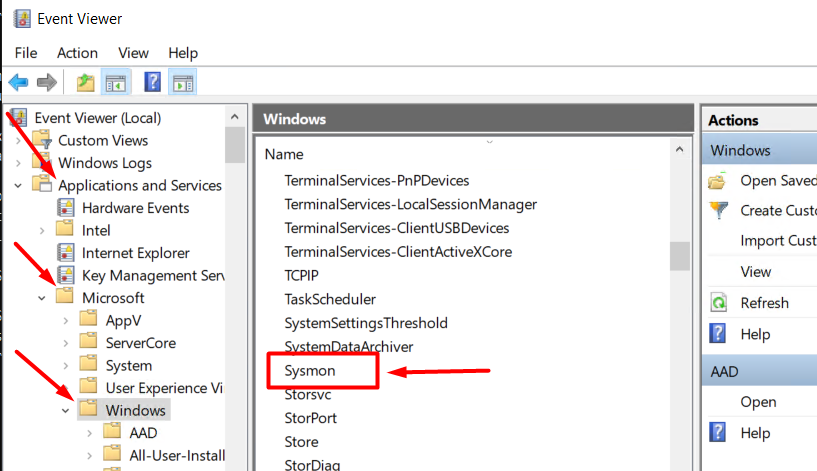 Event Viewer
File Action View Help
Event Viewer (Local)
Custom Views
Windows Logs
Applications and Services
Hardware Events
Intel
Internet Explorer
Key Management Serv
Microsoft
AppV
ServerCore
System
User Experience Vi
Windows
AAD
All-User-Install
Windows
Name
TerminalServices-PnPDevices
TerminalServices-LocalSessionManager
TerminalServices-ClientUSBDevices
TerminalServices-ClientActiveXCore
TCPIP
TaskScheduler
SystemSettingsThreshold
SystemDataArchiver
Sysmon
Storsvc
StorPort
Store
StorDiag
Actions
Windows
Open Saved
Create Custo
Import Cust
View
Refresh
Help
AAD
Open
Help